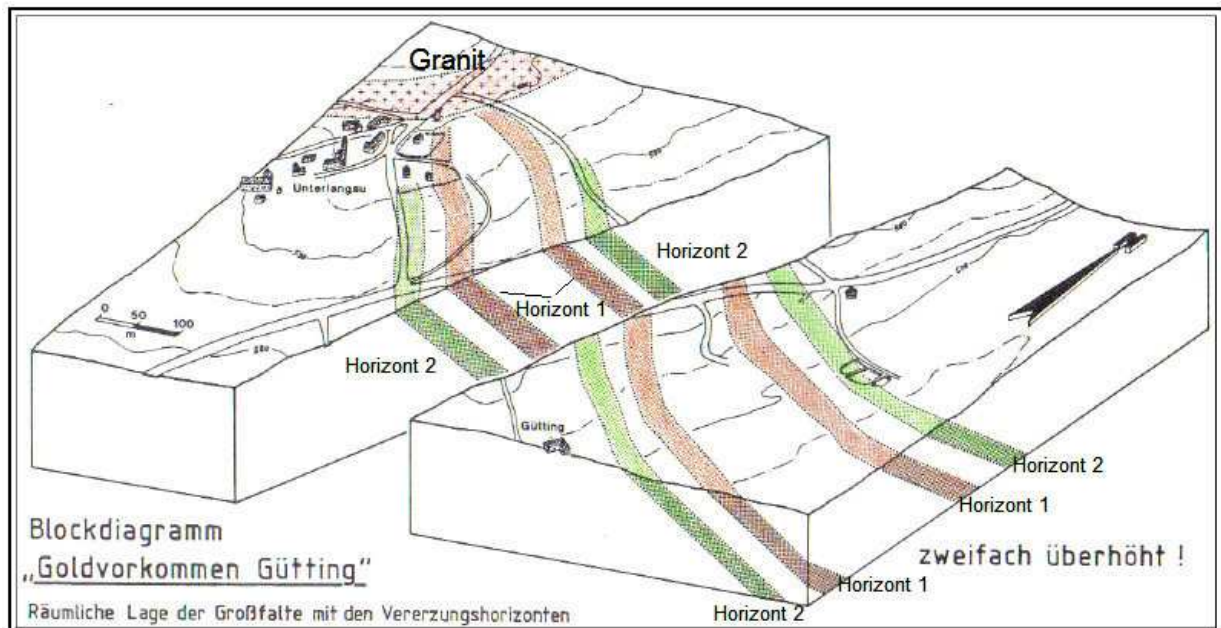 Granit
Unterlangau
0 50 100
m
Horizont 2
Horizont 1
Horizont 2
Gütting
Horizont 2
Horizont 1
Horizont 1
Horizont 2
Blockdiagramm
„Goldvorkommen Gütting"
Räumliche Lage der Großfalte mit den Vererzungshorizonten
zweifach überhöht !